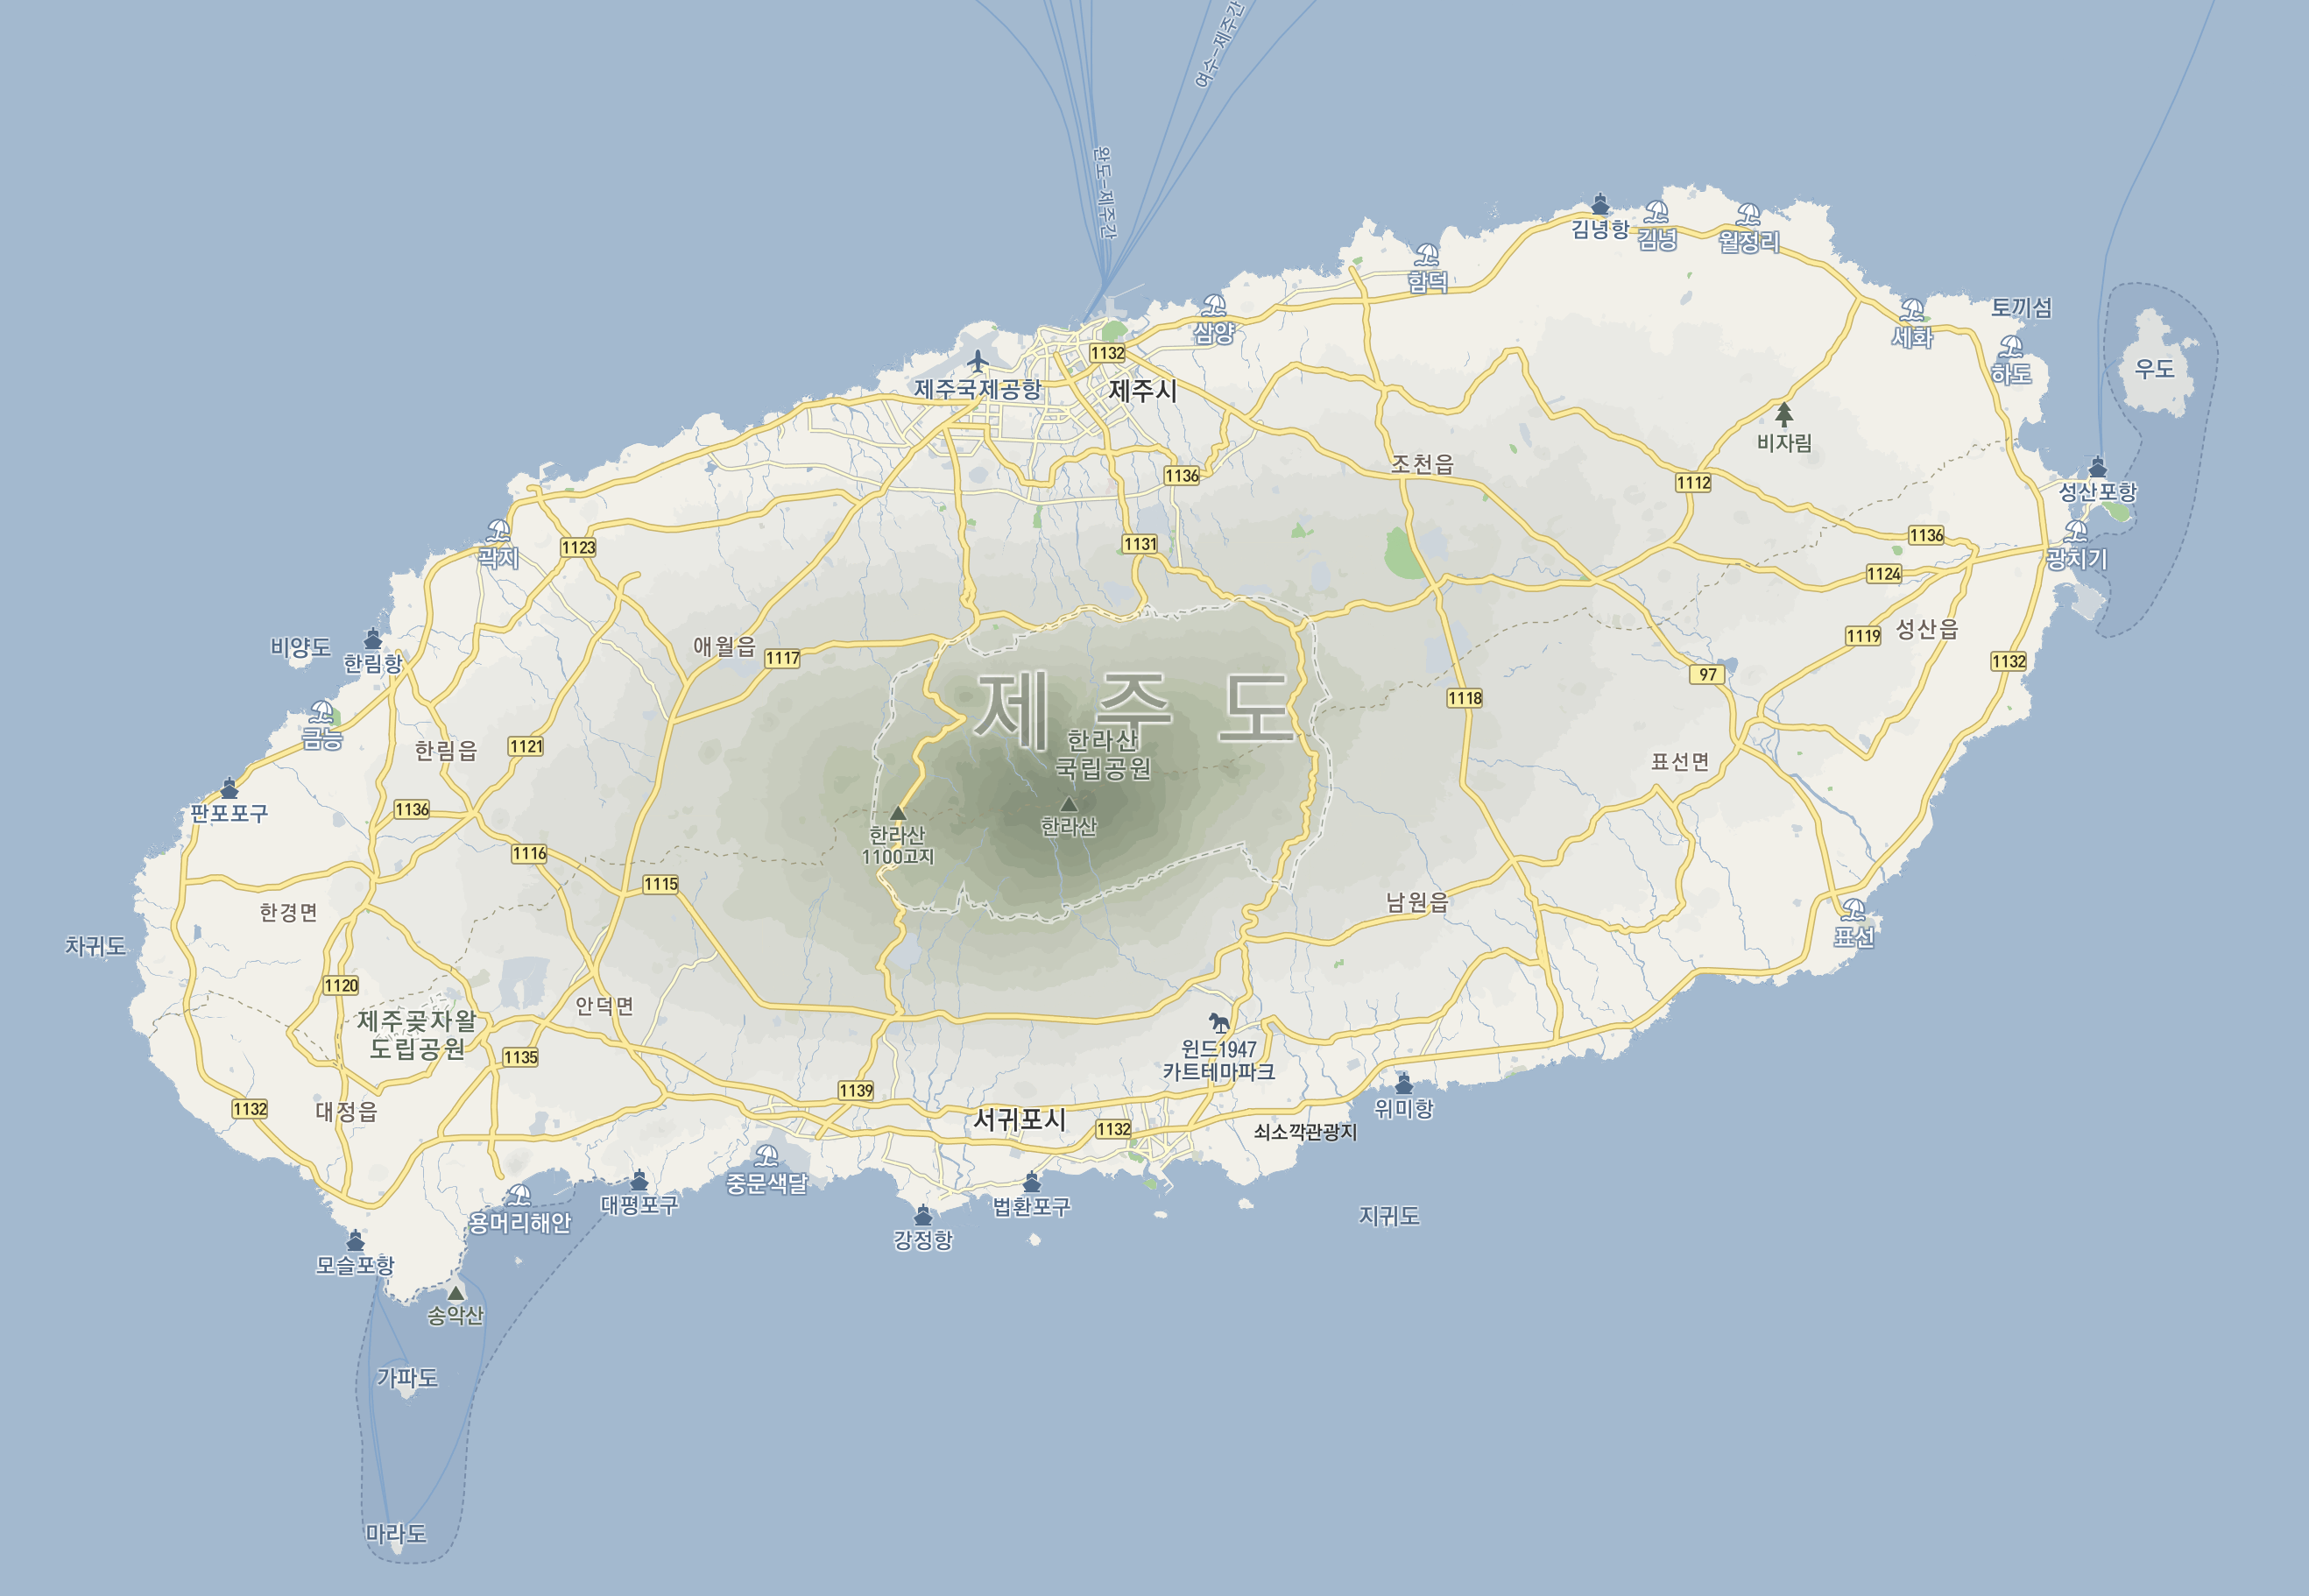 여수-제주간
완도-제주간
김녕항
김녕
월정리
함덕
토끼섬
세화
삼양
하도
우도
1132
제주국제공항
제주시
비자림
조천읍
1136
1112
성산포항
1136
1123
1131
곽지
광치기
1124
비양도
한림항
애월읍
1117
1119
성산읍
1132
97
1118
제주도
금능
한림읍
1121
한라산
국립공원
표선면
판포포구
1136
한라산
1100고지
한라산
1116
1115
한경면
남원읍
차귀도
표선
1120
안덕면
제주곶자왈
도립공원
1135
윈드1947
카트테마파크
1139
1132
대정읍
서귀포시
1132
위미항
쇠소깍관광지
중문색달
용머리해안
대평포구
법환포구
강정항
지귀도
모슬포항
송악산
가파도
마라도